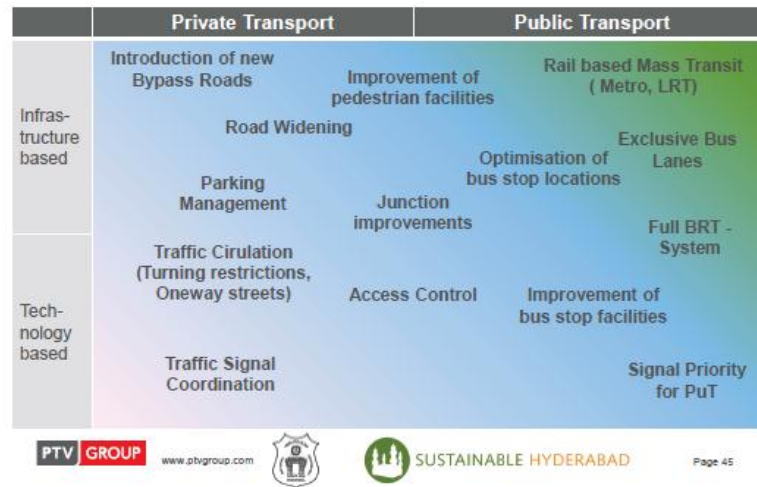 Private Transport
Public Transport
Infras-
tructure
based
Tech-
nology
based
Introduction of new
Bypass Roads
Improvement of
pedestrian facilities
Rail based Mass Transit
( Metro, LRT)
Road Widening
Exclusive Bus
Lanes
Optimisation of
bus stop locations
Parking
Management
Junction
improvements
Full BRT -
System
Traffic Cirulation
(Turning restrictions,
Oneway streets)
Access Control
Improvement of
bus stop facilities
Traffic Signal
Coordination
Signal Priority
for PuT
PTV GROUP
www.ptvgroup.com
SUSTAINABLE HYDERABAD
Page 45